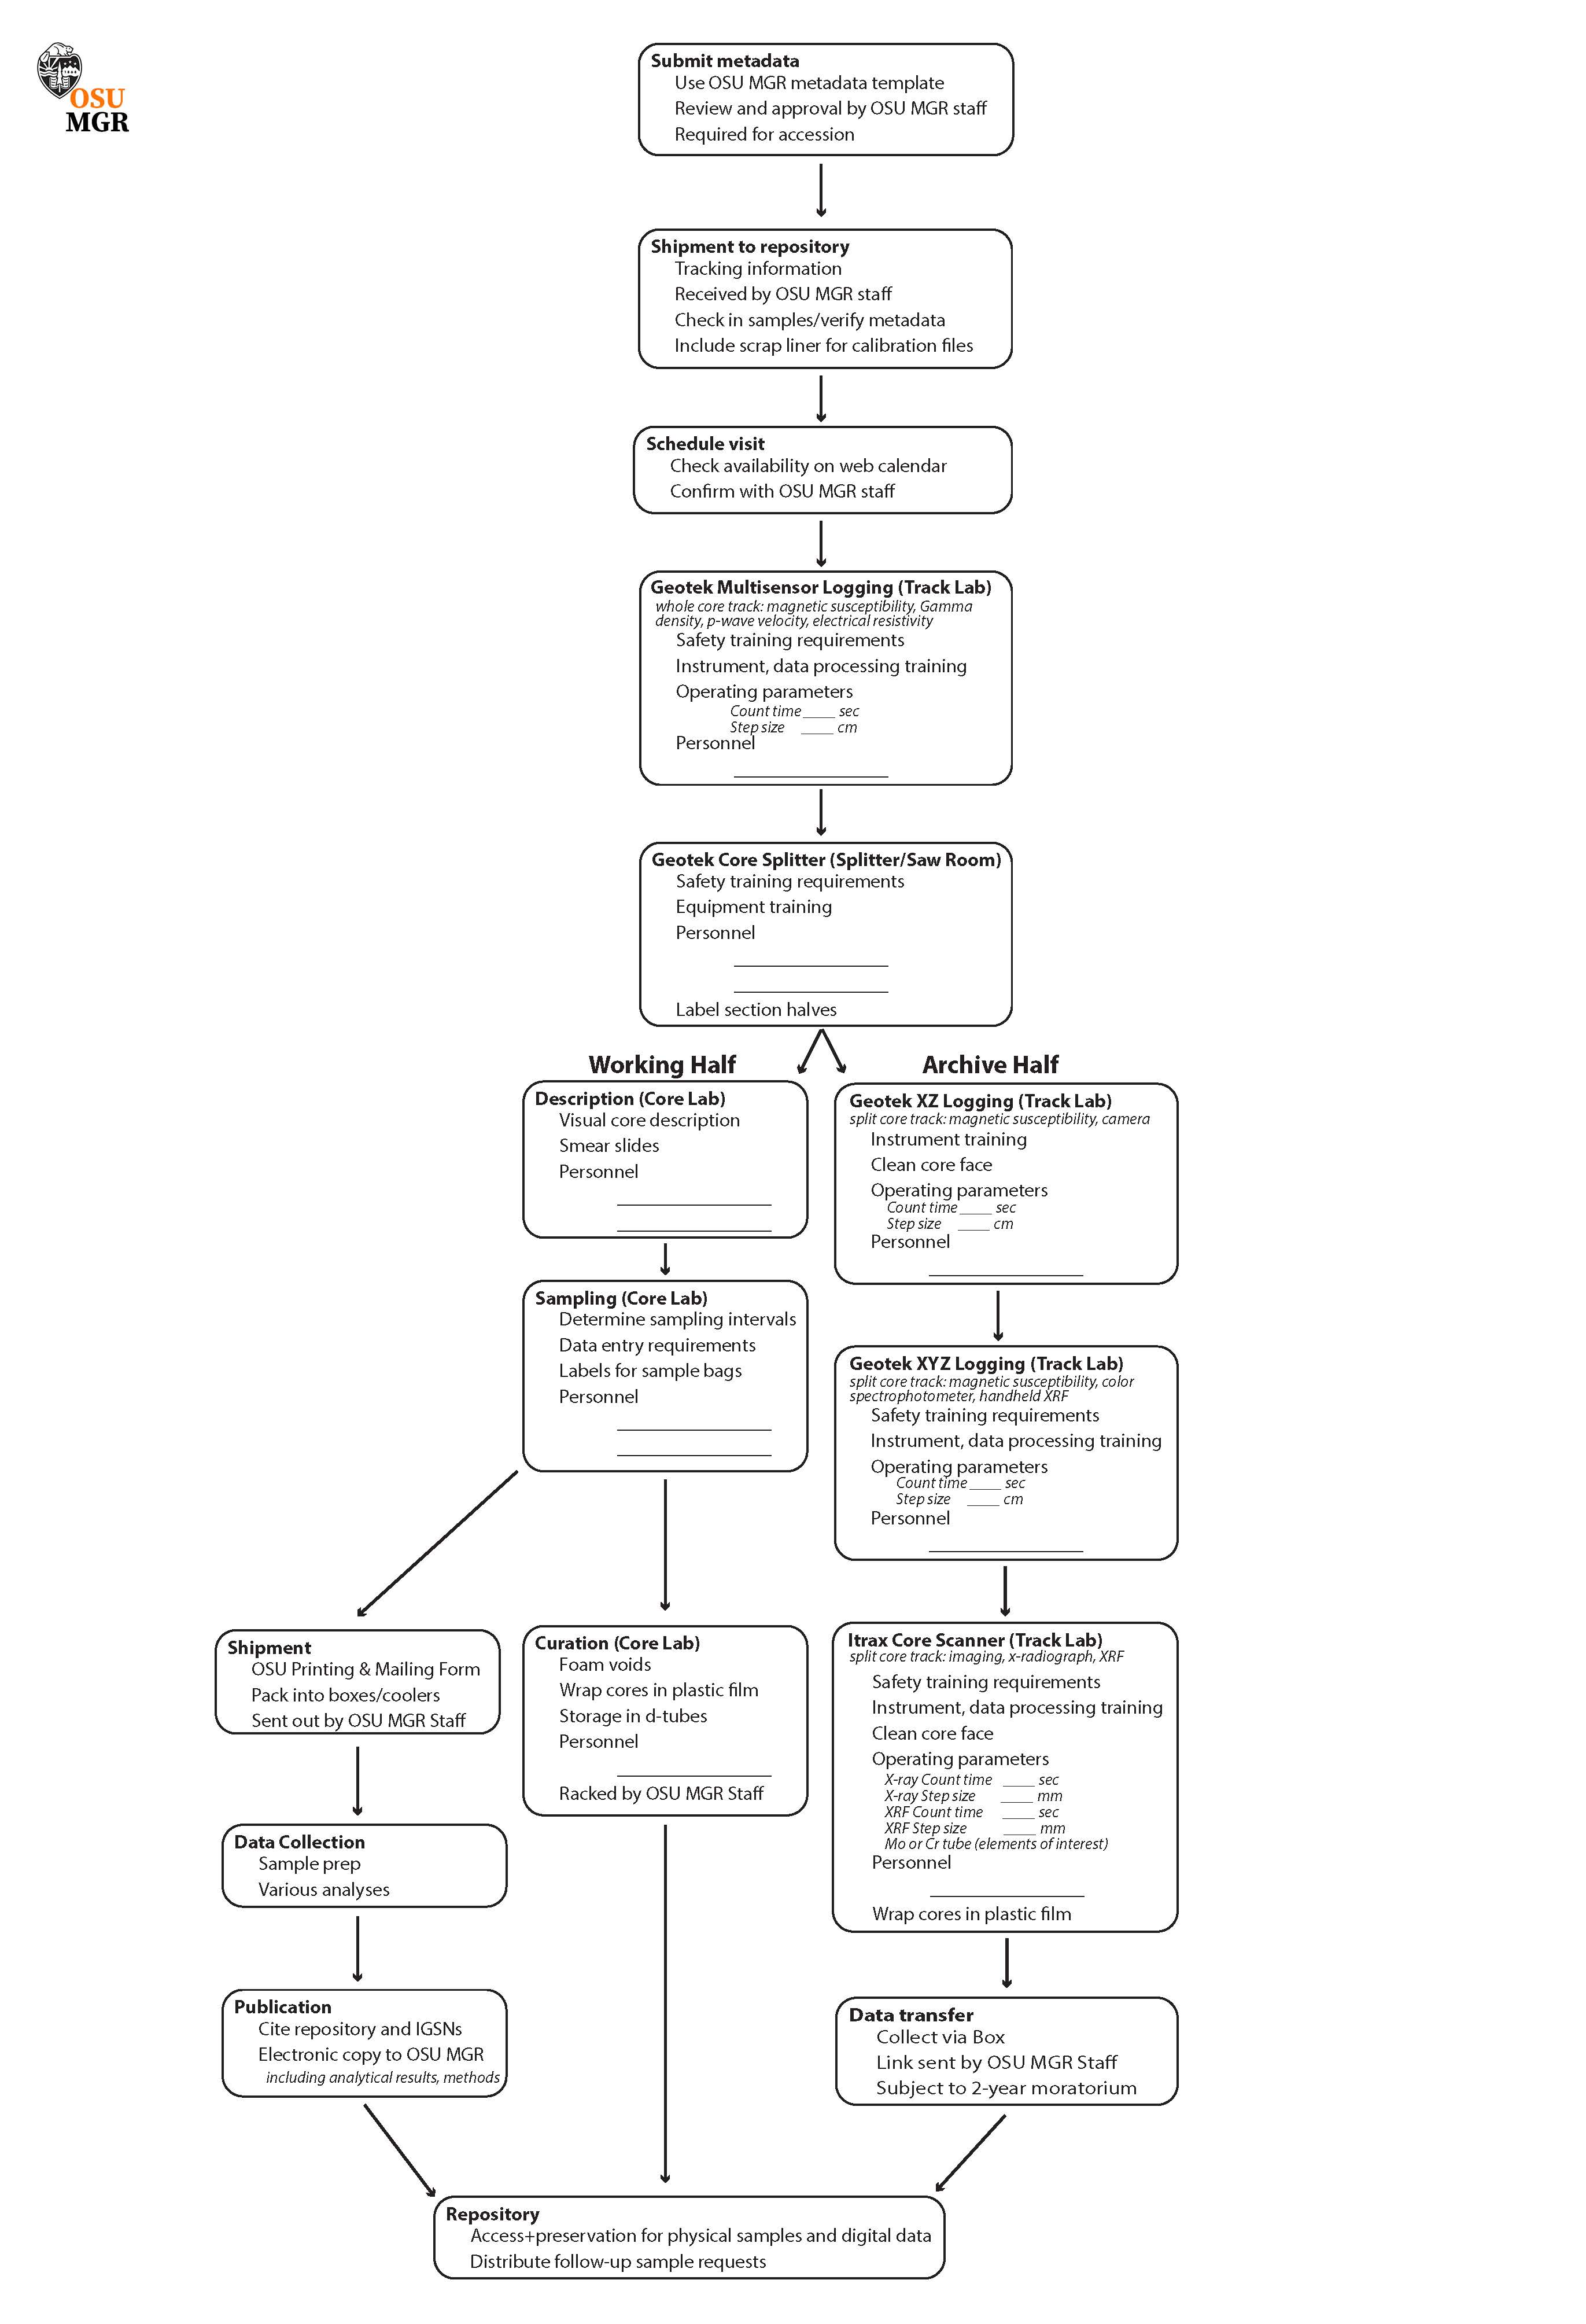 OSU
MGR
Submit metadata
Use OSU MGR metadata template
Review and approval by OSU MGR staff
Required for accession
Shipment to repository
Tracking information
Received by OSU MGR staff
Check in samples/verify metadata
Include scrap liner for calibration files
Schedule visit
Check availability on web calendar
Confirm with OSU MGR staff
Geotek Multisensor Logging (Track Lab)
whole core track: magnetic susceptibility, Gamma
density, p-wave velocity, electrical resistivity
Safety training requirements
Instrument, data processing training
Operating parameters
Count time ____ sec
Step size ____ cm
Personnel
Geotek Core Splitter (Splitter/Saw Room)
Safety training requirements
Equipment training
Personnel
Label section halves
Working Half
Description (Core Lab)
Visual core description
Smear slides
Personnel
Sampling (Core Lab)
Determine sampling intervals
Data entry requirements
Labels for sample bags
Personnel
Shipment
OSU Printing & Mailing Form
Pack into boxes/coolers
Sent out by OSU MGR Staff
Data Collection
Sample prep
Various analyses
Publication
Cite repository and IGSNs
Electronic copy to OSU MGR
including analytical results, methods
Curation (Core Lab)
Foam voids
Wrap cores in plastic film
Storage in d-tubes
Personnel
Racked by OSU MGR Staff
Archive Half
Geotek XZ Logging (Track Lab)
split core track: magnetic susceptibility, camera
Instrument training
Clean core face
Operating parameters
Count time ____ sec
Step size ____ cm
Personnel
Geotek XYZ Logging (Track Lab)
split core track: magnetic susceptibility, color
spectrophotometer, handheld XRF
Safety training requirements
Instrument, data processing training
Operating parameters
Count time ____ sec
Step size ____ cm
Personnel
Itrax Core Scanner (Track Lab)
split core track: imaging, x-radiograph, XRF
Safety training requirements
Instrument, data processing training
Clean core face
Operating parameters
X-ray Count time ____ sec
X-ray Step size ____ mm
XRF Count time ____ sec
XRF Step size ____ mm
Mo or Cr tube (elements of interest)
Personnel
Wrap cores in plastic film
Data transfer
Collect via Box
Link sent by OSU MGR Staff
Subject to 2-year moratorium
Repository
Access+preservation for physical samples and digital data
Distribute follow-up sample requests